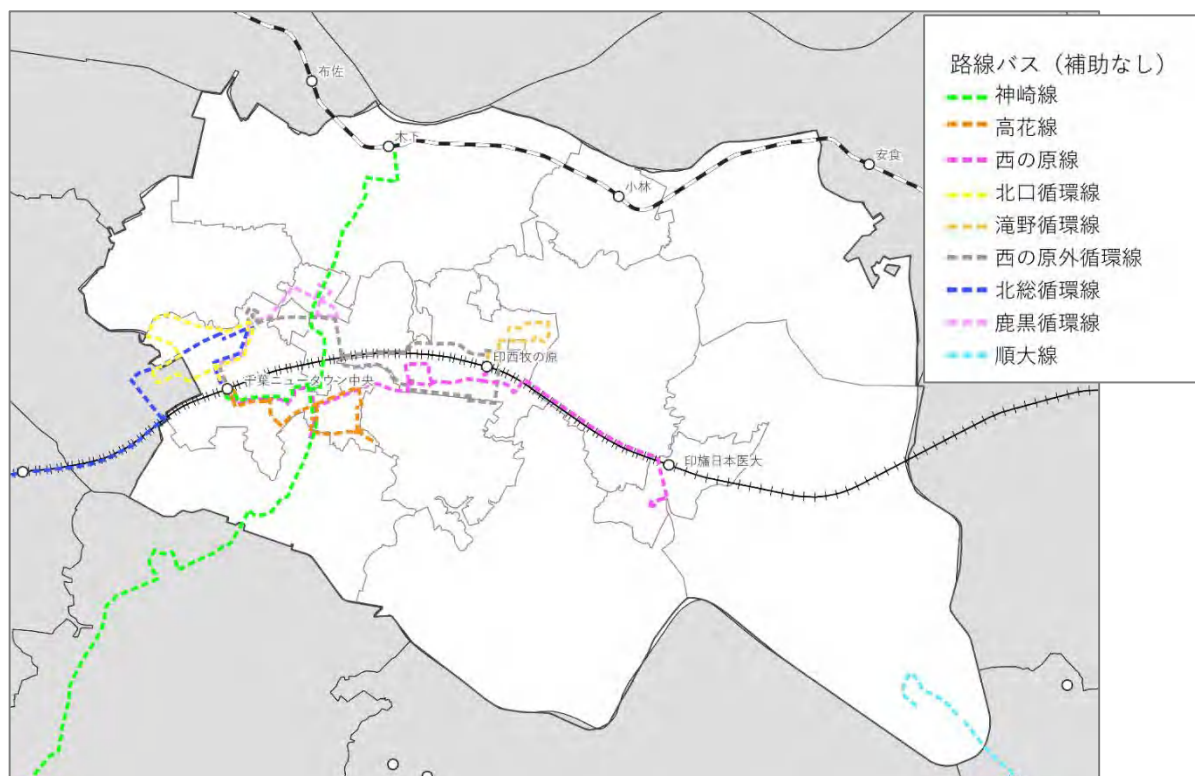 路線バス（補助なし）
神崎線
高花線
西の原線
北口循環線
滝野循環線
西の原外循環線
北総循環線
鹿黒循環線
順大線
布佐
木下
小林
安食
印西牧の原
千葉ニュータウン中央
印旛日本医大